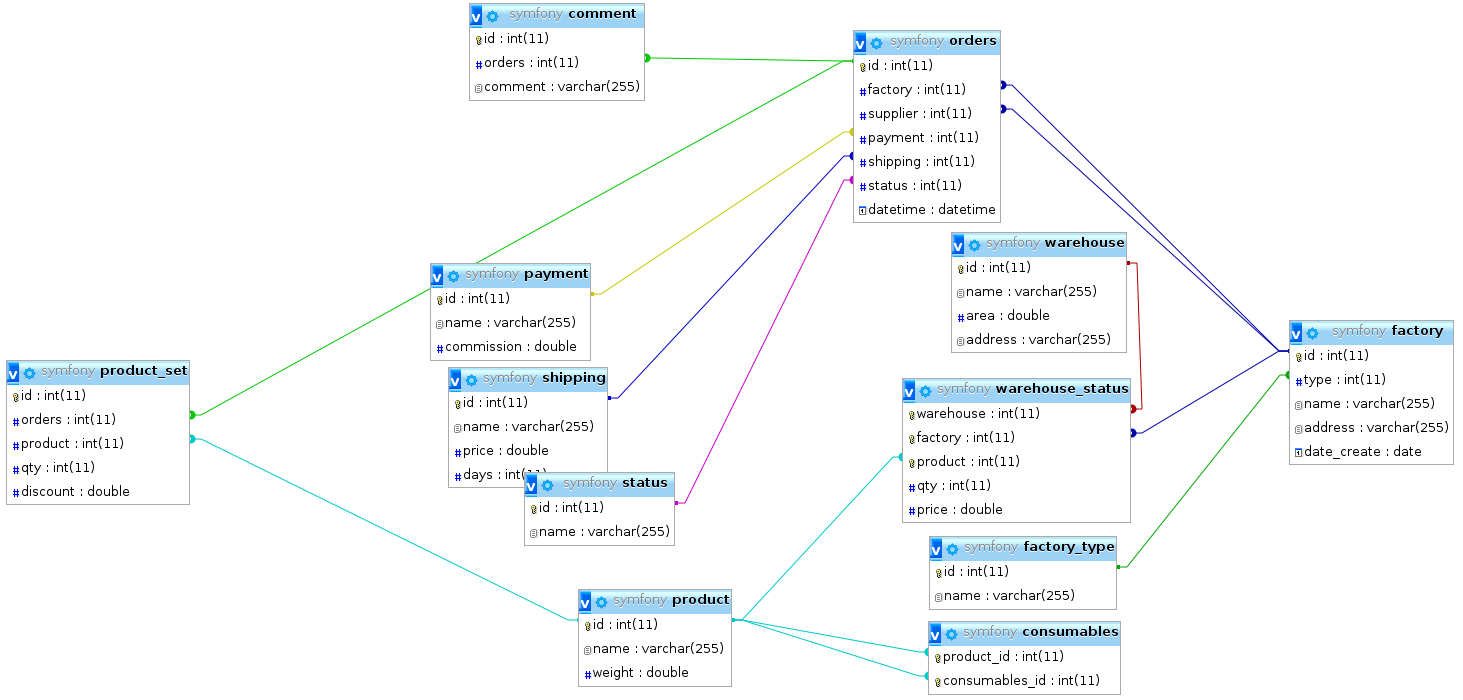 symfony comment
id : int(11)
orders : int(11)
comment : varchar(255)
symfony orders
id : int(11)
factory : int(11)
supplier : int(11)
payment : int(11)
shipping : int(11)
status : int(11)
datetime : datetime
symfony warehouse
id : int(11)
name : varchar(255)
area : double
address : varchar(255)
symfony payment
id : int(11)
name : varchar(255)
commission : double
symfony factory
id : int(11)
type : int(11)
name : varchar(255)
address : varchar(255)
date_create : date
symfony product_set
id : int(11)
orders : int(11)
product : int(11)
qty : int(11)
discount : double
symfony shipping
id : int(11)
name : varchar(255)
price : double
days : int(11)
symfony warehouse_status
warehouse : int(11)
factory : int(11)
product : int(11)
qty : int(11)
price : double
symfony status
id : int(11)
name : varchar(255)
symfony factory_type
id : int(11)
name : varchar(255)
symfony product
id : int(11)
name : varchar(255)
weight : double
symfony consumables
product_id : int(11)
consumables_id : int(11)